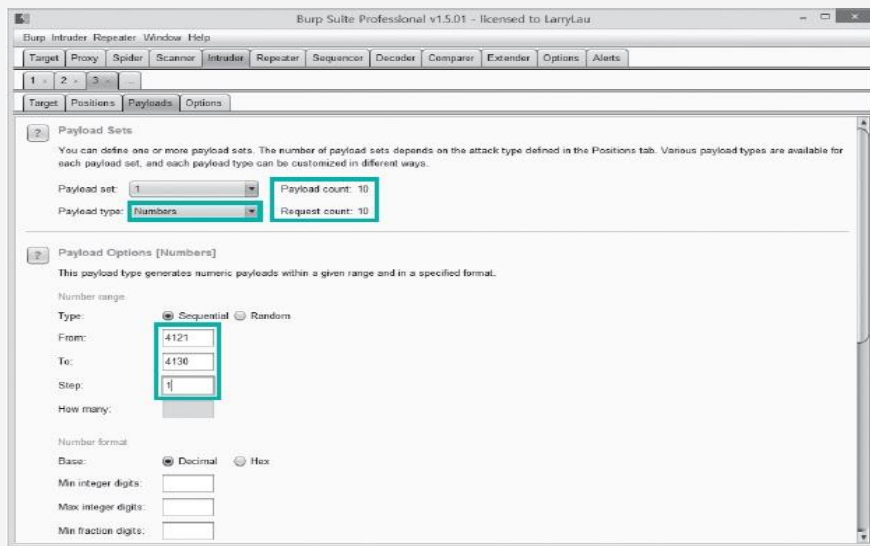 Burp Suite Professional v1.5.01 - licensed to LarryLau
Burp Intruder Repeater Window Help
Target Proxy Spider Scanner Intruder Repeater Sequencer Decoder Comparer Extender Options Alerts
1 × 2 × 3 × ...
Target Positions Payloads Options
? Payload Sets
You can define one or more payload sets. The number of payload sets depends on the attack type defined in the Positions tab. Various payload types are available for
each payload set, and each payload type can be customized in different ways.
Payload set: 1 Payload count: 10
Payload type: Numbers Request count: 10
? Payload Options [Numbers]
This payload type generates numeric payloads within a given range and in a specified format.
Number range
Type: Sequential Random
From: 4121
To: 4130
Step: 1
How many:
Number format
Base: Decimal Hex
Min integer digits:
Max integer digits:
Min fraction digits: